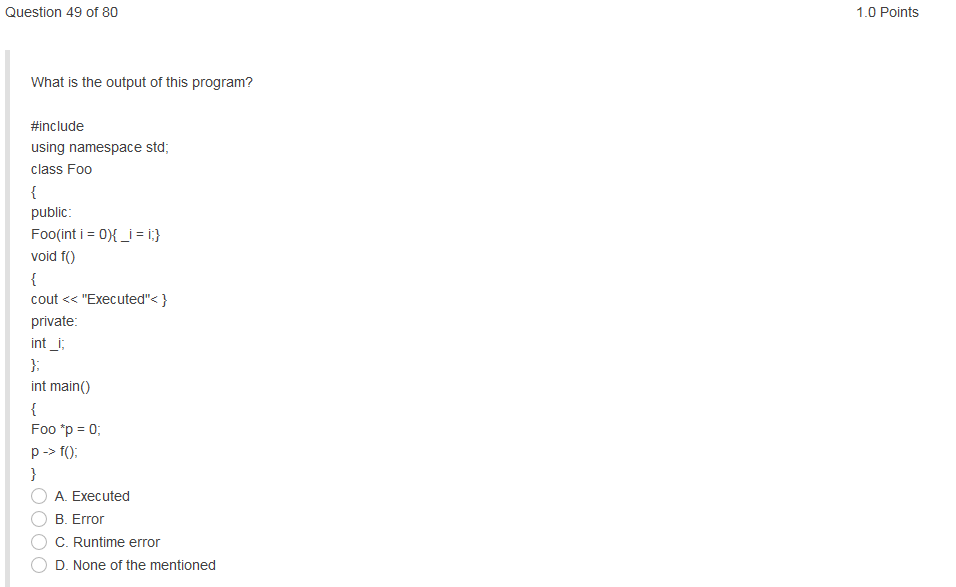 Question 49 of 80
1.0 Points
What is the output of this program?
#include
using namespace std;
class Foo
{
public:
Foo(int i = 0){ _i = i;}
void f()
{
cout << "Executed"< }
private:
int _i;
};
int main()
{
Foo *p = 0;
p -> f();
}
A. Executed
B. Error
C. Runtime error
D. None of the mentioned